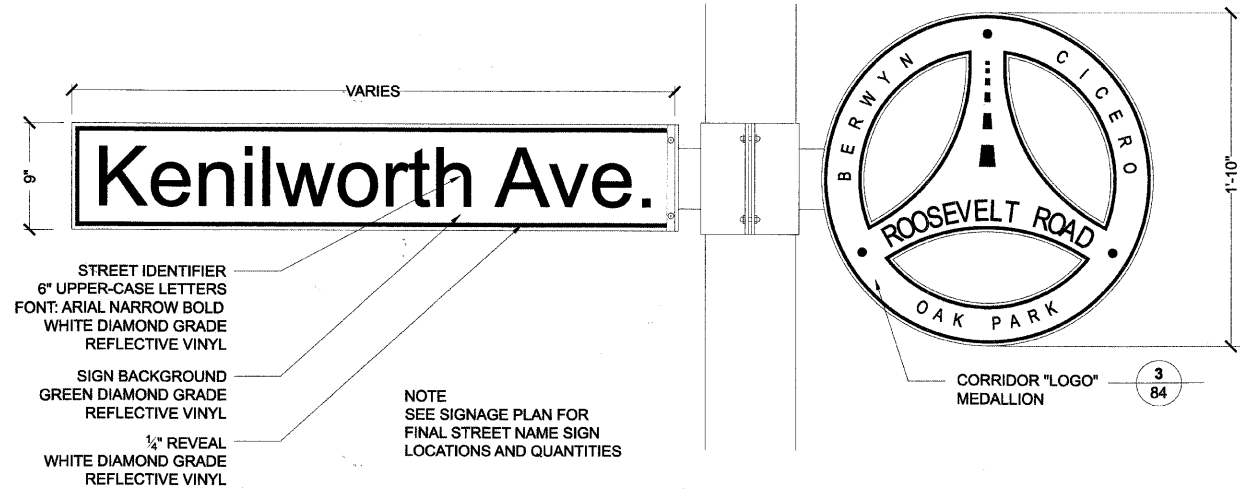 VARIES
9"
Kenilworth Ave.
STREET IDENTIFIER
6" UPPER-CASE LETTERS
FONT: ARIAL NARROW BOLD
WHITE DIAMOND GRADE
REFLECTIVE VINYL
SIGN BACKGROUND
GREEN DIAMOND GRADE
REFLECTIVE VINYL
¼" REVEAL
WHITE DIAMOND GRADE
REFLECTIVE VINYL
NOTE
SEE SIGNAGE PLAN FOR
FINAL STREET NAME SIGN
LOCATIONS AND QUANTITIES
BERWYN
CICERO
ROOSEVELT ROAD
OAK PARK
1'-10"
CORRIDOR "LOGO"
MEDALLION
3
84